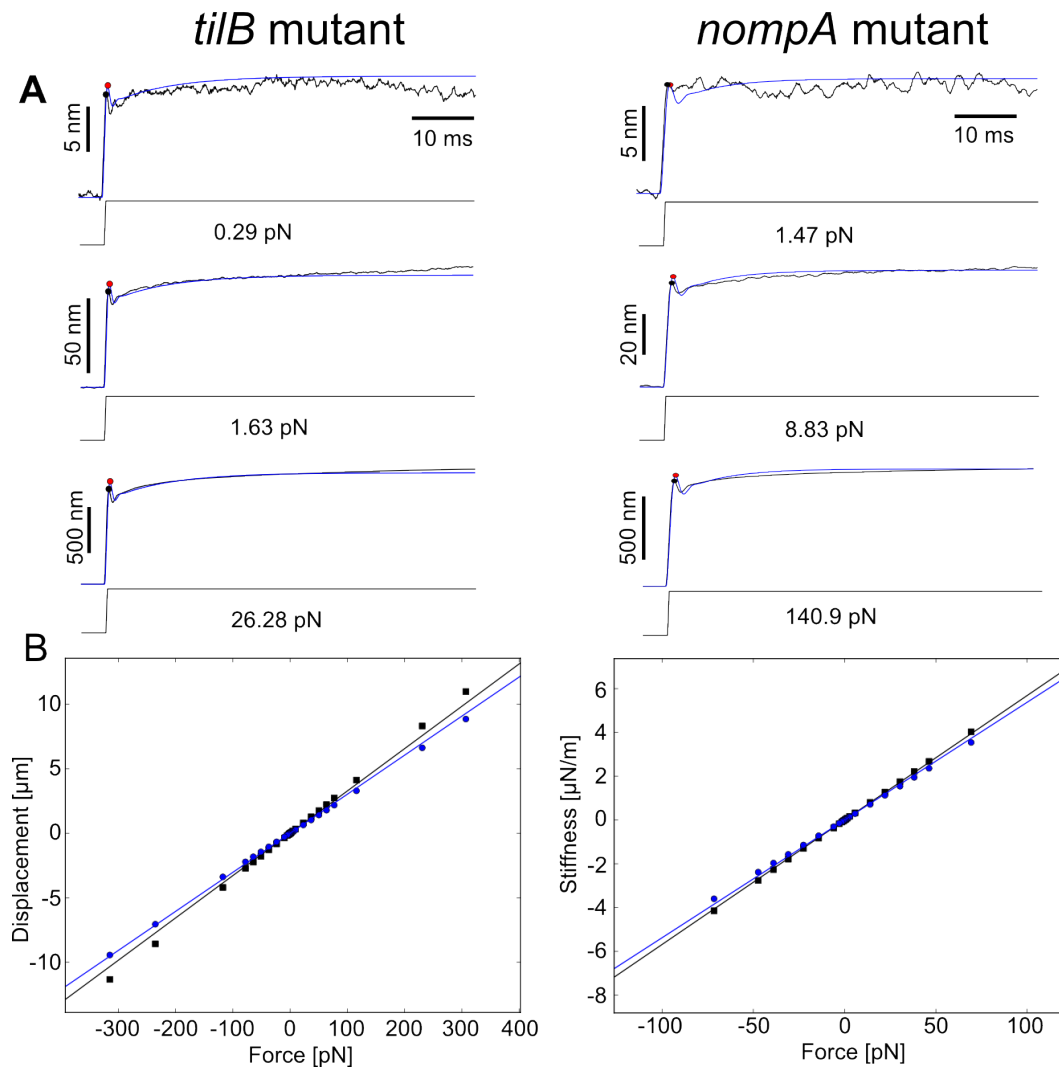 tilB mutant
nompA mutant
A
5 nm
10 ms
0.29 pN
5 nm
10 ms
1.47 pN
50 nm
1.63 pN
20 nm
8.83 pN
500 nm
26.28 pN
500 nm
140.9 pN
B
Displacement [µm]
10
5
0
-5
-10
-300 -200 -100 0 100 200 300 400
Force [pN]
Stiffness [µN/m]
6
4
2
0
-2
-4
-6
-8
-100 -50 0 50 100
Force [pN]